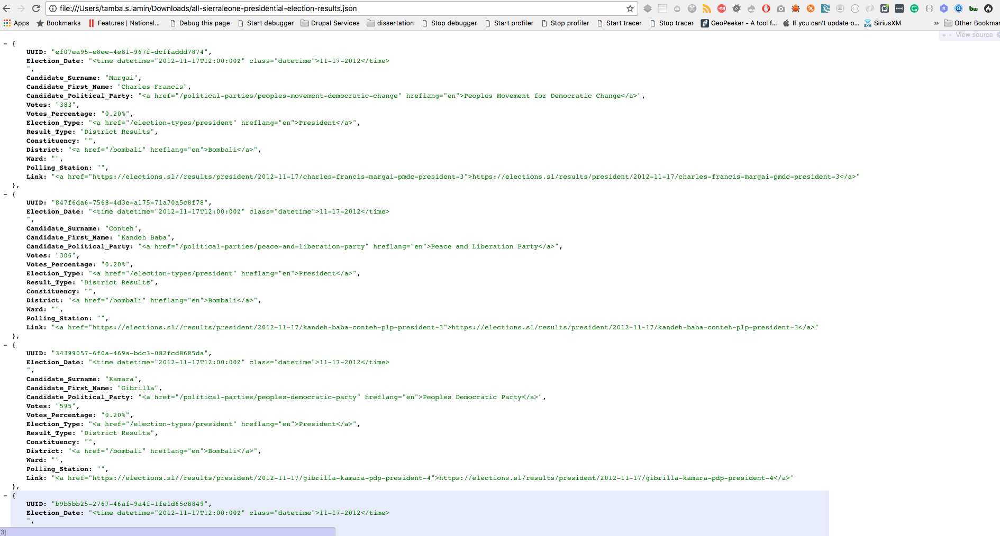 file:///Users/tamba.s.lamin/Downloads/all-sierraleone-presidential-election-results.json
Apps Bookmarks Features | National... Debug this page Start debugger Drupal Services dissertation Stop debugger Start profiler Stop profiler Start tracer Stop tracer GeoPeeker - A tool f... If you can't update o... SiriusXM » Other Bookmar
+ - View source
- {
UUID: "ef07ea95-e8ee-4e81-967f-dcffaddd7874",
Election_Date: "<time datetime="2012-11-17T12:00:00Z" class="datetime">11-17-2012</time>
",
Candidate_Surname: "Margai",
Candidate_First_Name: "Charles Francis",
Candidate_Political_Party: "<a href="/political-parties/peoples-movement-democratic-change" hreflang="en">Peoples Movement for Democratic Change</a>",
Votes: "383",
Votes_Percentage: "0.20%",
Election_Type: "<a href="/election-types/president" hreflang="en">President</a>",
Result_Type: "District Results",
Constituency: "",
District: "<a href="/bombali" hreflang="en">Bombali</a>",
Ward: "",
Polling_Station: "",
Link: "<a href="https://elections.sl//results/president/2012-11-17/charles-francis-margai-pmdc-president-3">https://elections.sl/results/president/2012-11-17/charles-francis-margai-pmdc-president-3</a>"
},
- {
UUID: "847f6da6-7568-4d3e-a175-71a70a5c8f78",
Election_Date: "<time datetime="2012-11-17T12:00:00Z" class="datetime">11-17-2012</time>
",
Candidate_Surname: "Conteh",
Candidate_First_Name: "Kandeh Baba",
Candidate_Political_Party: "<a href="/political-parties/peace-and-liberation-party" hreflang="en">Peace and Liberation Party</a>",
Votes: "306",
Votes_Percentage: "0.20%",
Election_Type: "<a href="/election-types/president" hreflang="en">President</a>",
Result_Type: "District Results",
Constituency: "",
District: "<a href="/bombali" hreflang="en">Bombali</a>",
Ward: "",
Polling_Station: "",
Link: "<a href="https://elections.sl//results/president/2012-11-17/kandeh-baba-conteh-plp-president-3">https://elections.sl/results/president/2012-11-17/kandeh-baba-conteh-plp-president-3</a>"
},
- {
UUID: "34399057-6f0a-469a-bdc3-082fcd8685da",
Election_Date: "<time datetime="2012-11-17T12:00:00Z" class="datetime">11-17-2012</time>
",
Candidate_Surname: "Kamara",
Candidate_First_Name: "Gibrilla",
Candidate_Political_Party: "<a href="/political-parties/peoples-democratic-party" hreflang="en">Peoples Democratic Party</a>",
Votes: "595",
Votes_Percentage: "0.20%",
Election_Type: "<a href="/election-types/president" hreflang="en">President</a>",
Result_Type: "District Results",
Constituency: "",
District: "<a href="/bombali" hreflang="en">Bombali</a>",
Ward: "",
Polling_Station: "",
Link: "<a href="https://elections.sl//results/president/2012-11-17/gibrilla-kamara-pdp-president-4">https://elections.sl/results/president/2012-11-17/gibrilla-kamara-pdp-president-4</a>"
},
- {
UUID: "b9b5bb25-2767-46af-9a4f-1fe1d65c8849",
Election_Date: "<time datetime="2012-11-17T12:00:00Z" class="datetime">11-17-2012</time>
",
[3]